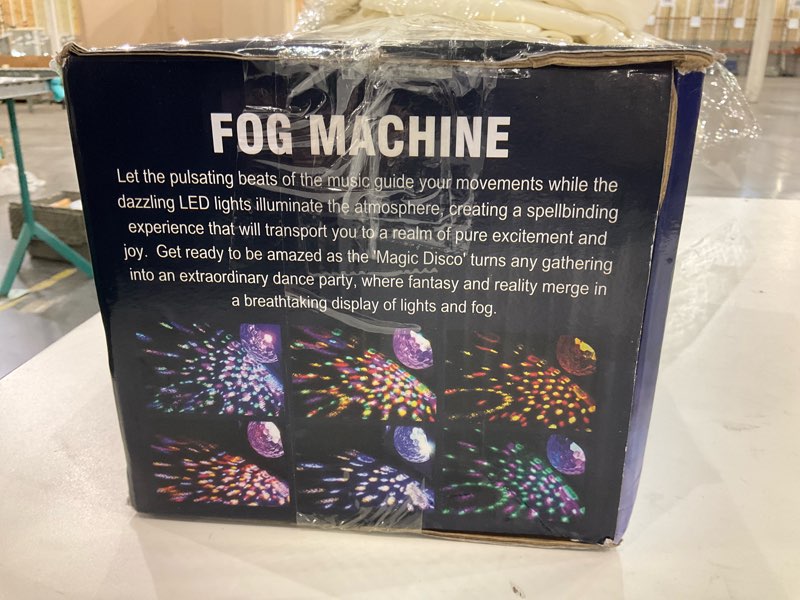 FOG MACHINE
Let the pulsating beats of the music guide your movements while the
dazzling LED lights illuminate the atmosphere, creating a spellbinding
experience that will transport you to a realm of pure excitement and
joy. Get ready to be amazed as the 'Magic Disco' turns any gathering
into an extraordinary dance party, where fantasy and reality merge in
a breathtaking display of lights and fog.